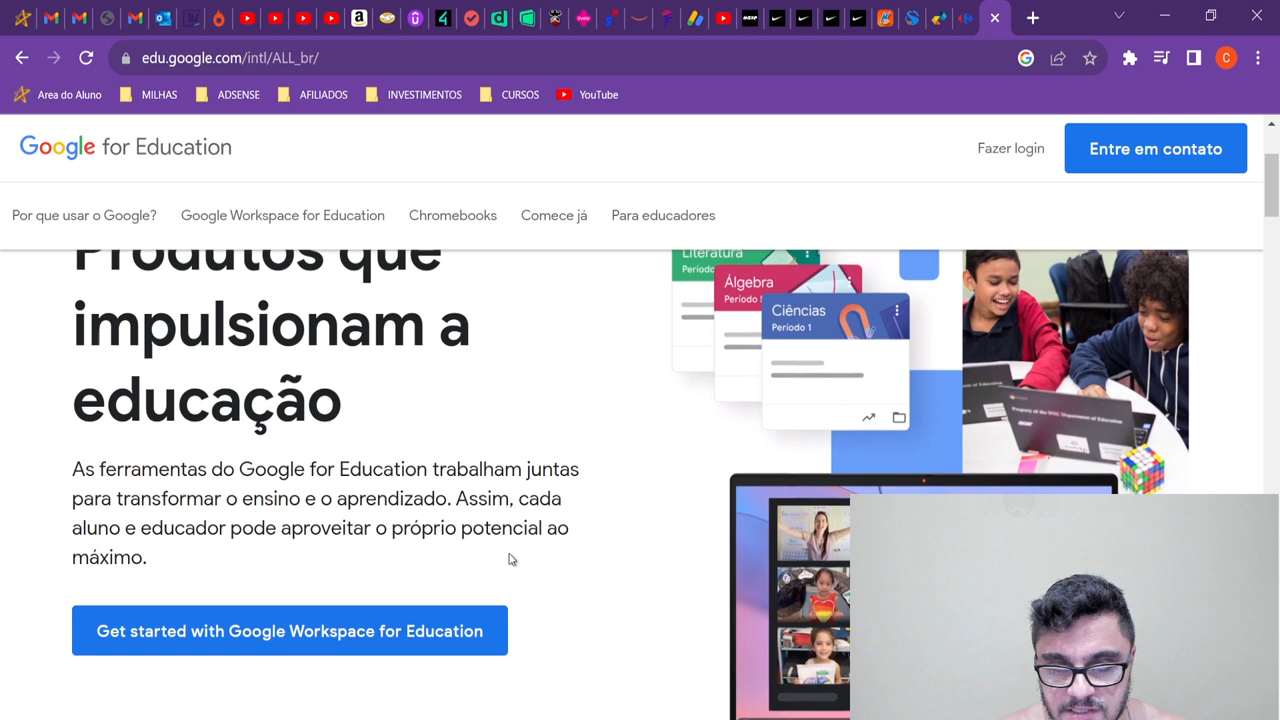 edu.google.com/intl/ALL_br/
C
Area do Aluno
MILHAS
ADSENSE
AFILIADOS
INVESTIMENTOS
CURSOS
YouTube
Google for Education
Fazer login
Entre em contato
Por que usar o Google?
Google Workspace for Education
Chromebooks
Comece já
Para educadores
Produtos que
impulsionam a
educação
As ferramentas do Google for Education trabalham juntas
para transformar o ensino e o aprendizado. Assim, cada
aluno e educador pode aproveitar o próprio potencial ao
máximo.
Get started with Google Workspace for Education
Literatura
Período
Álgebra
Período
Ciências
Período 1